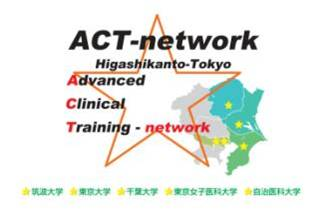 ACT-network
Higashikanto-Tokyo
Advanced
Clinical
Training - network
筑波大学 東京大学 千葉大学 東京女子医科大学 自治医科大学